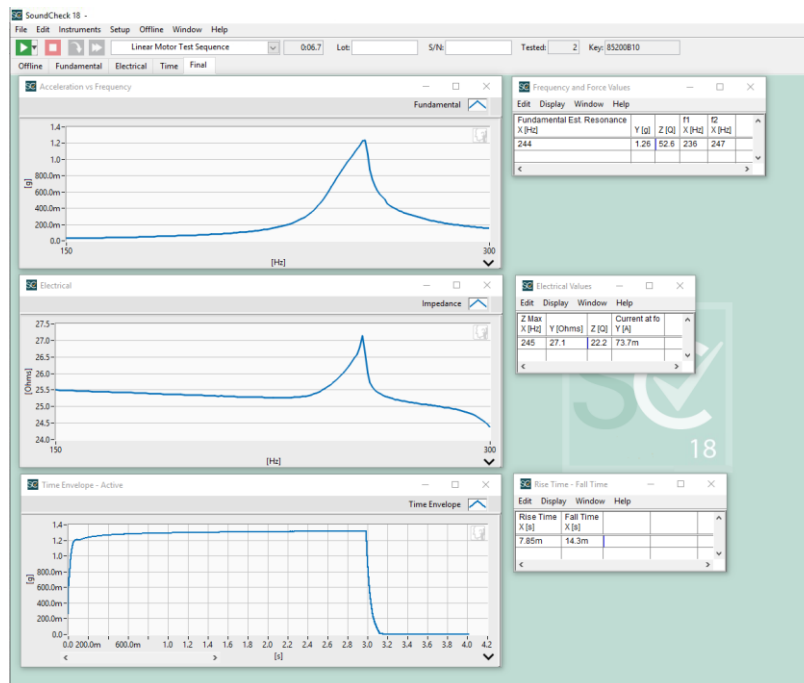 SC SoundCheck 18 -
File Edit Instruments Setup Offline Window Help
Linear Motor Test Sequence 0:06.7 Lot: S/N: Tested: 2 Key: 85200B10
Offline Fundamental Electrical Time Final
SC Acceleration vs Frequency
Fundamental
1.4-
1.2-
1.0-
800.0m-
600.0m-
400.0m-
200.0m-
0.0-
[g]
150 300
[Hz]
SC Frequency and Force Values
Edit Display Window Help
Fundamental Est. Resonance f1 f2
X [Hz] Y [g] Z [Q] X [Hz] X [Hz]
244 1.26 52.6 236 247
SC Electrical
Impedance
27.5-
27.0-
26.5-
26.0-
25.5-
25.0-
24.5-
24.0-
[Ohms]
150 300
[Hz]
SC Electrical Values
Edit Display Window Help
Z Max Current at fo
X [Hz] Y [Ohms] Z [Q] Y [A]
245 27.1 22.2 73.7m
SC
18
SC Time Envelope - Active
Time Envelope
1.4-
1.2-
1.0-
800.0m-
600.0m-
400.0m-
200.0m-
0.0-
[g]
0.0 200.0m 600.0m 1.0 1.2 1.4 1.6 1.8 2.0 2.2 2.4 2.6 2.8 3.0 3.2 3.4 3.6 3.8 4.0 4.2
[s]
SC Rise Time - Fall Time
Edit Display Window Help
Rise Time Fall Time
X [s] X [s]
7.85m 14.3m